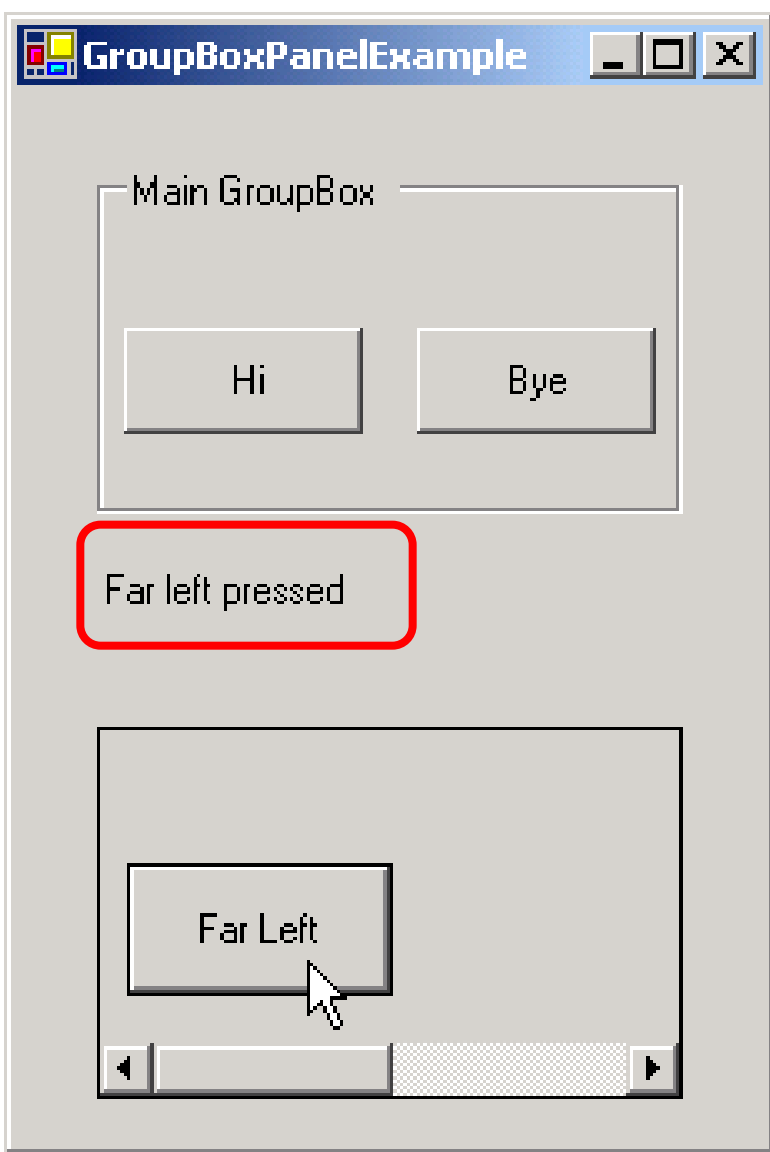 GroupBoxPanelExample
Main GroupBox
Hi Bye
Far left pressed
Far Left